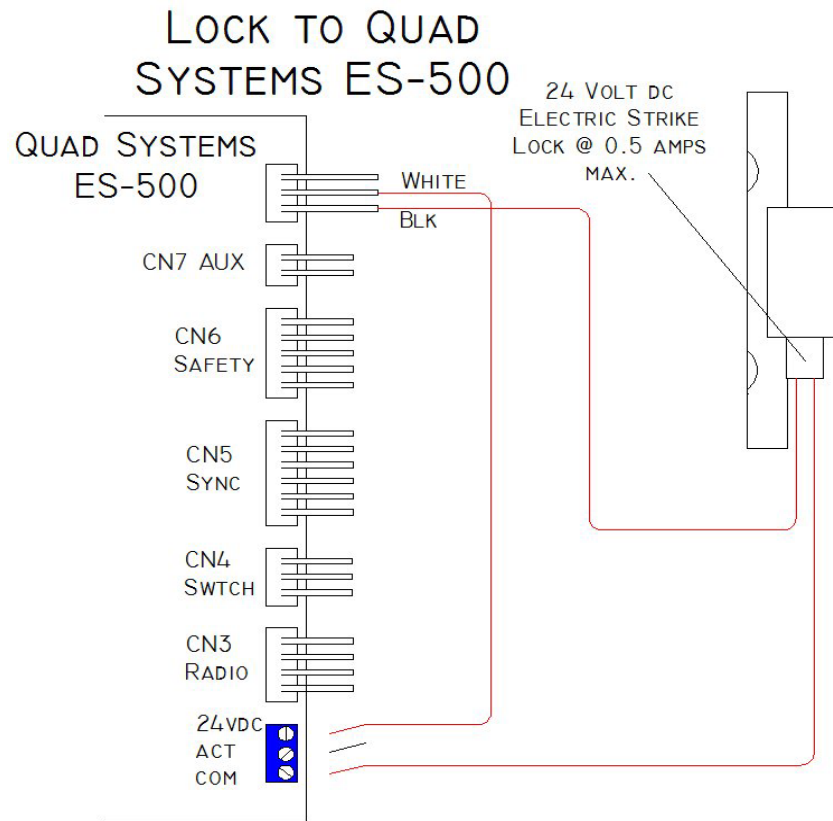 LOCK TO QUAD
SYSTEMS ES-500
24 VOLT DC
ELECTRIC STRIKE
LOCK @ 0.5 AMPS
MAX.
QUAD SYSTEMS
ES-500
WHITE
BLK
CN7 AUX
CN6
SAFETY
CN5
SYNC
CN4
SWTCH
CN3
RADIO
24VDC
ACT
COM